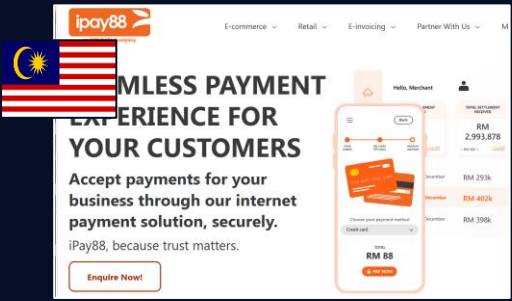 ipay88
E-commerce Retail E-invoicing Partner With Us M
MLESS PAYMENT
EXPERIENCE FOR
YOUR CUSTOMERS
Accept payments for your
business through our internet
payment solution, securely.
iPay88, because trust matters.
Enquire Now!
Hello, Merchant
TOTAL SETTLEMENT
RECEIVED
RM
2,993,878
Back
December RM 293k
December RM 402k
December RM 398k
Choose your payment method
Credit card
TOTAL
RM 88
PAY NOW